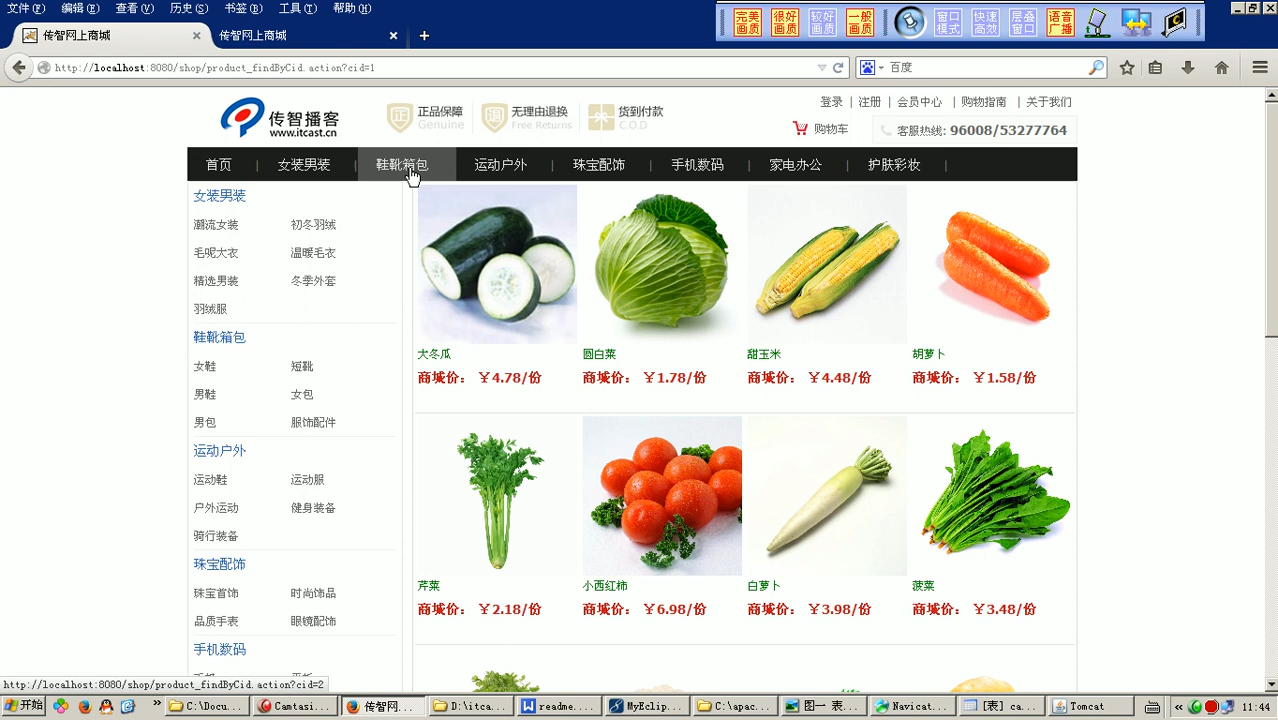 文件(F) 编辑(E) 查看(V) 历史(S) 书签(B) 工具(T) 帮助(H)
完美画质 很好画质 较好画质 一般画质 窗口模式 快速高效 层叠窗口 语音广播
传智网上商城 × 传智网上商城 × +
http://localhost:8080/shop/product_findByCid.action?cid=1
百度
传智播客
www.itcast.cn
正品保障
Genuine
无理由退换
Free Returns
货到付款
C.O.D
登录 | 注册 | 会员中心 | 购物指南 | 关于我们
购物车
客服热线: 96008/53277764
首页 | 女装男装 | 鞋靴箱包 运动户外 | 珠宝配饰 | 手机数码 | 家电办公 | 护肤彩妆 |
女装男装
潮流女装 初冬羽绒
毛呢大衣 温暖毛衣
精选男装 冬季外套
羽绒服
鞋靴箱包
女鞋 短靴
男鞋 女包
男包 服饰配件
运动户外
运动鞋 运动服
户外运动 健身装备
骑行装备
珠宝配饰
珠宝首饰 时尚饰品
品质手表 眼镜配饰
手机数码
大冬瓜 圆白菜 甜玉米 胡萝卜
商城价: ￥4.78/份 商城价: ￥1.78/份 商城价: ￥4.48/份 商城价: ￥1.58/份
芹菜 小西红柿 白萝卜 菠菜
商城价: ￥2.18/份 商城价: ￥6.98/份 商城价: ￥3.98/份 商城价: ￥3.48/份
http://localhost:8080/shop/product_findByCid.action?cid=2
开始 C:\Docu... Camtasi... 传智网... D:\itca... readme.... MyEclip... C:\apac... 图一 表... Navicat... [表] ca... Tomcat 11:44